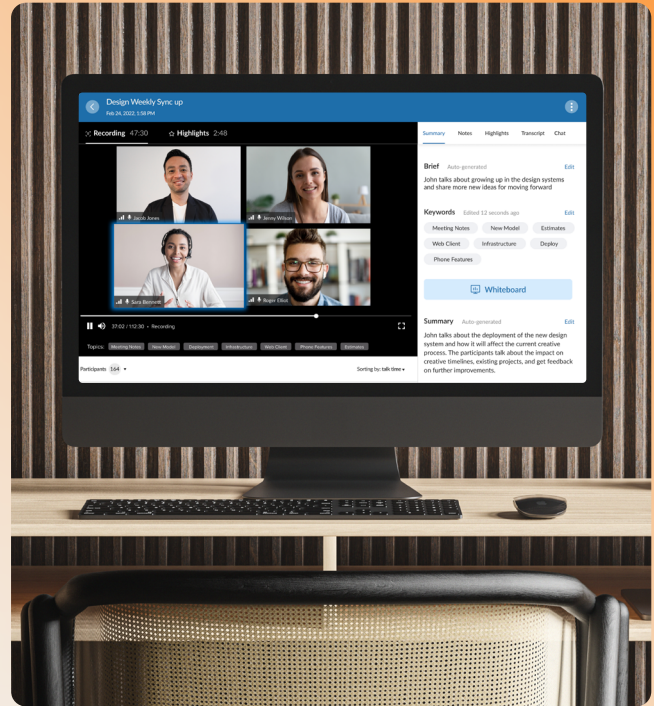 Design Weekly Sync up
Feb 24, 2022, 1:58 PM
Recording 47:30
Highlights 2:48
Jacob Jones
Jenny Wilson
Sara Bennett
Roger Elliot
37:02 / 112:30 • Recording
Topics: Meeting Notes New Model Deployment Infrastructure Web Client Phone Features Estimates
Participants 164
Sorting by: talk time
Summary Notes Highlights Transcript Chat
Brief Auto-generated Edit
John talks about growing up in the design systems
and share more new ideas for moving forward
Keywords Edited 12 seconds ago Edit
Meeting Notes New Model Estimates
Web Client Infrastructure Deploy
Phone Features
Whiteboard
Summary Auto-generated Edit
John talks about the deployment of the new design
system and how it will affect the current creative
process. The participants talk about the impact on
creative timelines, existing projects, and get feedback
on further improvements.